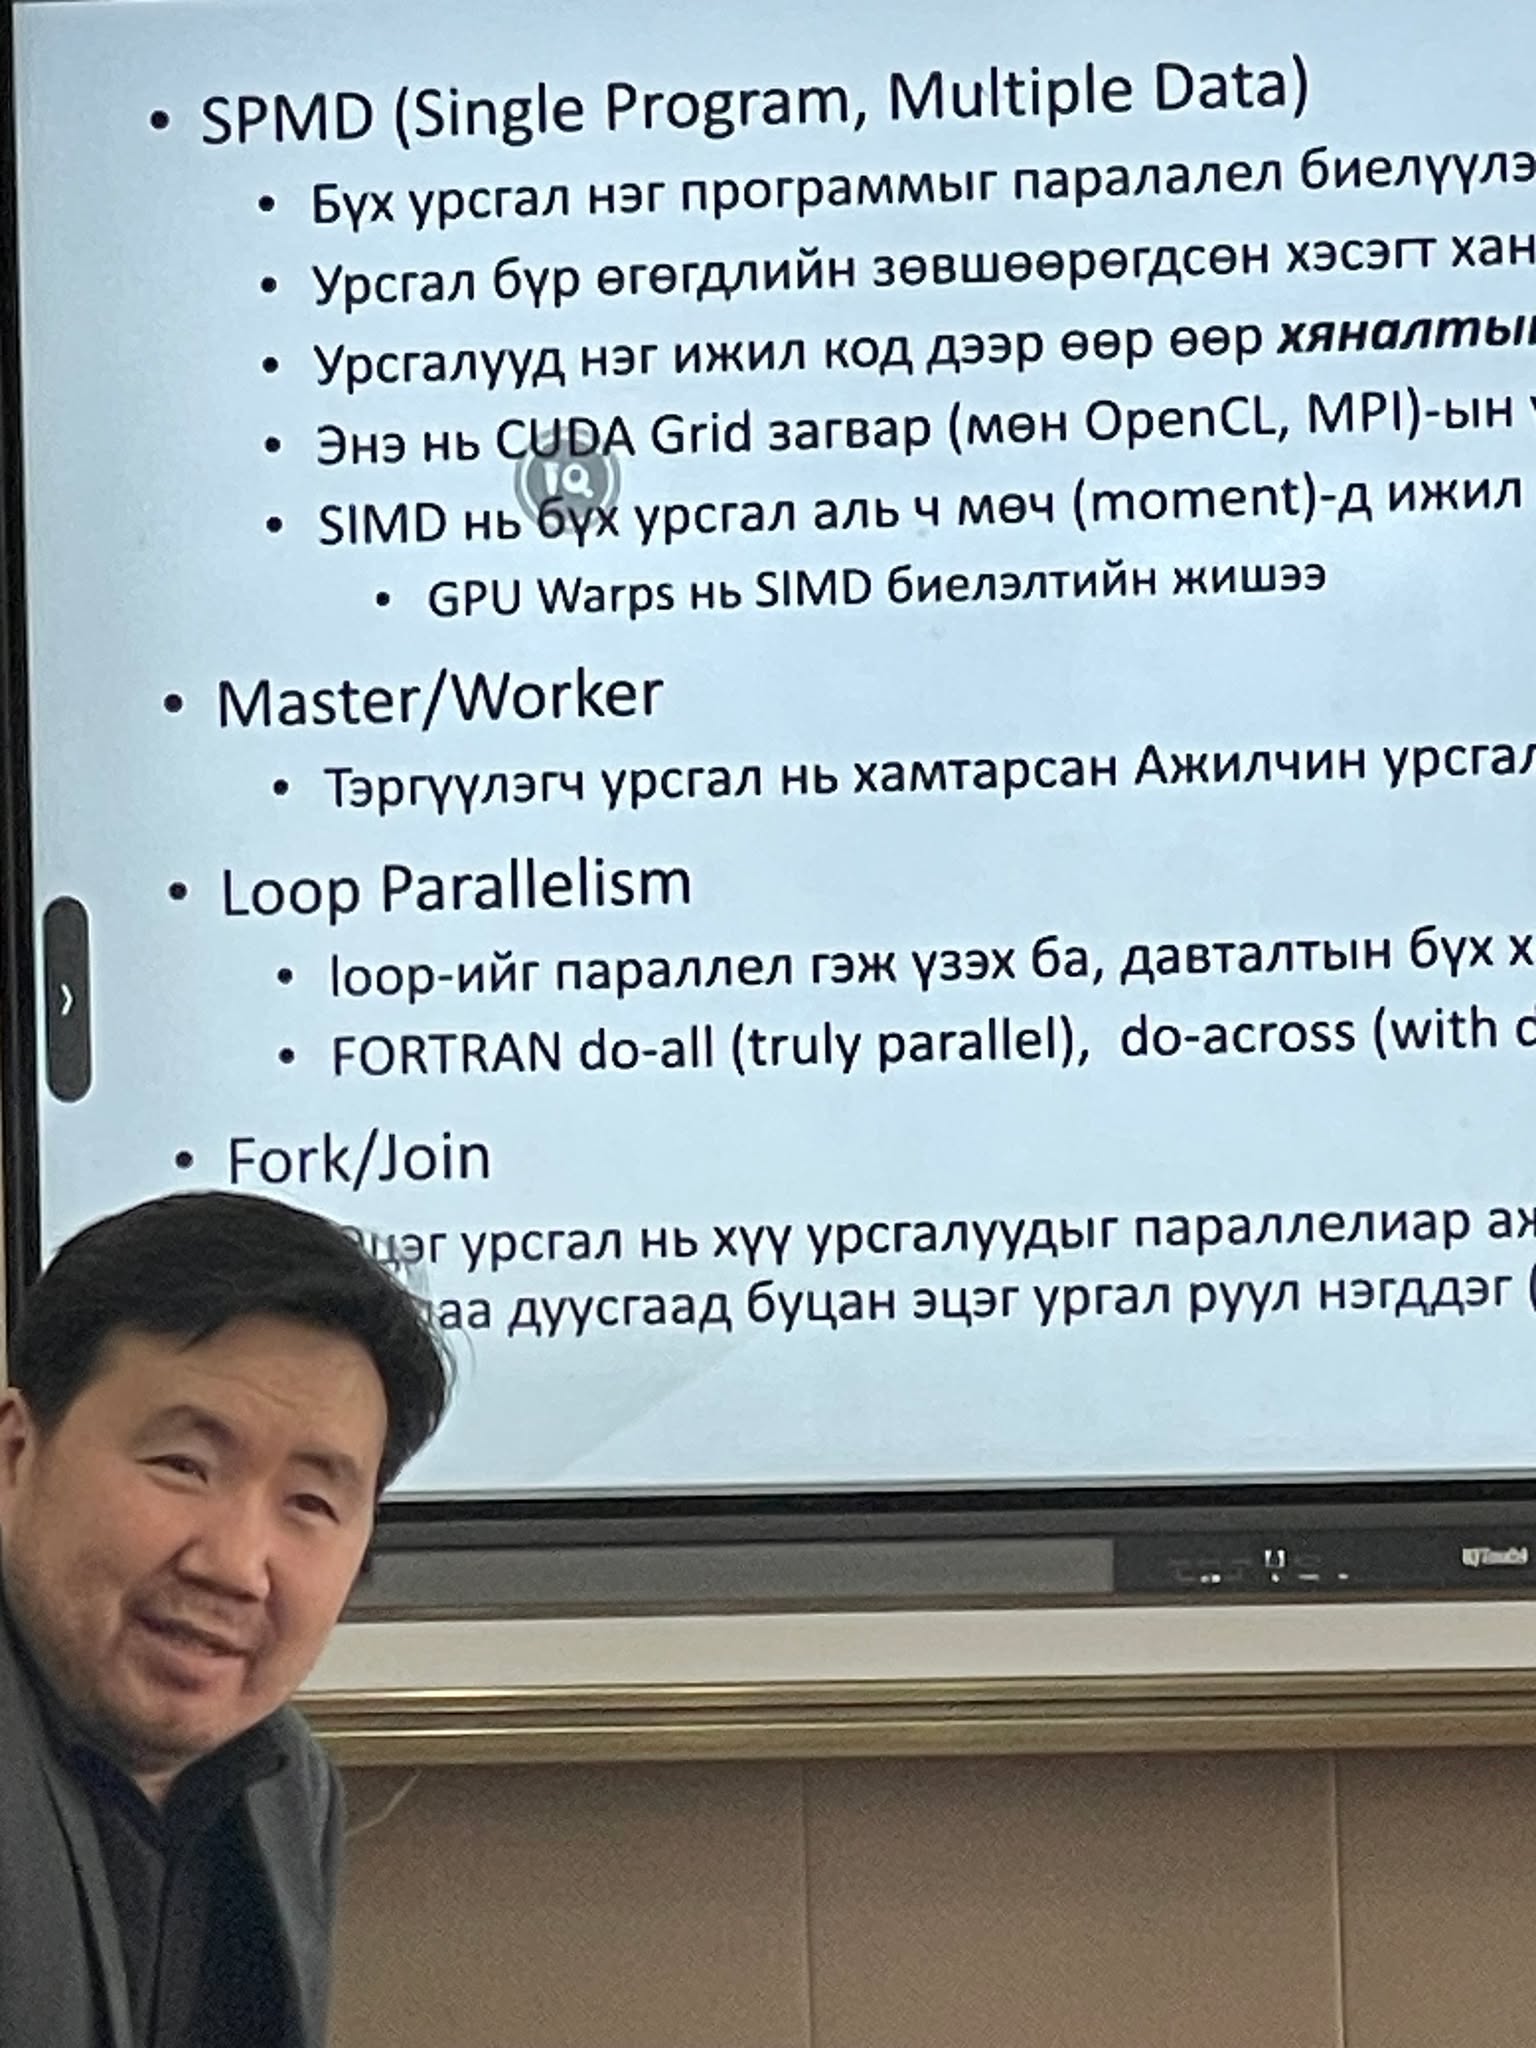 • SPMD (Single Program, Multiple Data)
• Бүх урсгал нэг программыг паралалел биелүүлэ
• Урсгал бүр өгөгдлийн зөвшөөрөгдсөн хэсэгт хан
• Урсгалууд нэг ижил код дээр өөр өөр хяналты
• Энэ нь CUDA Grid загвар (мөн OpenCL, MPI)-ын
• SIMD нь бүх урсгал аль ч мөч (moment)-д ижил
• GPU Warps нь SIMD биелэлтийн жишээ
• Master/Worker
• Тэргүүлэгч урсгал нь хамтарсан Ажилчин урсгал
• Loop Parallelism
• loop-ийг параллел гэж үзэх ба, давталтын бүх х
• FORTRAN do-all (truly parallel), do-across (with d
• Fork/Join
цэг урсгал нь хүү урсгалуудыг параллелиар аж
аа дуусгаад буцан эцэг ургал руул нэгддэг (